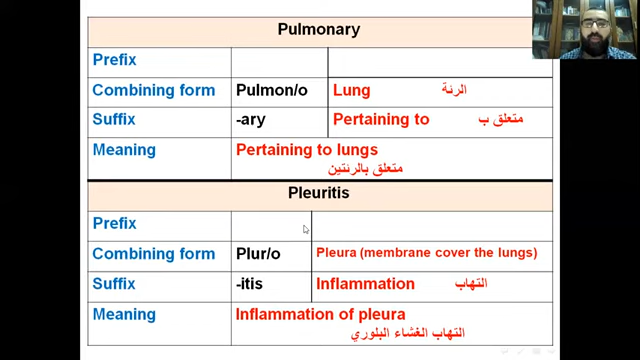 Pulmonary
Prefix
Combining form Pulmon/o Lung الرئة
Suffix -ary Pertaining to متعلق ب
Meaning Pertaining to lungs
متعلق بالرئتين
Pleuritis
Prefix
Combining form Plur/o Pleura (membrane cover the lungs)
Suffix -itis Inflammation التهاب
Meaning Inflammation of pleura
التهاب الغشاء البلوري